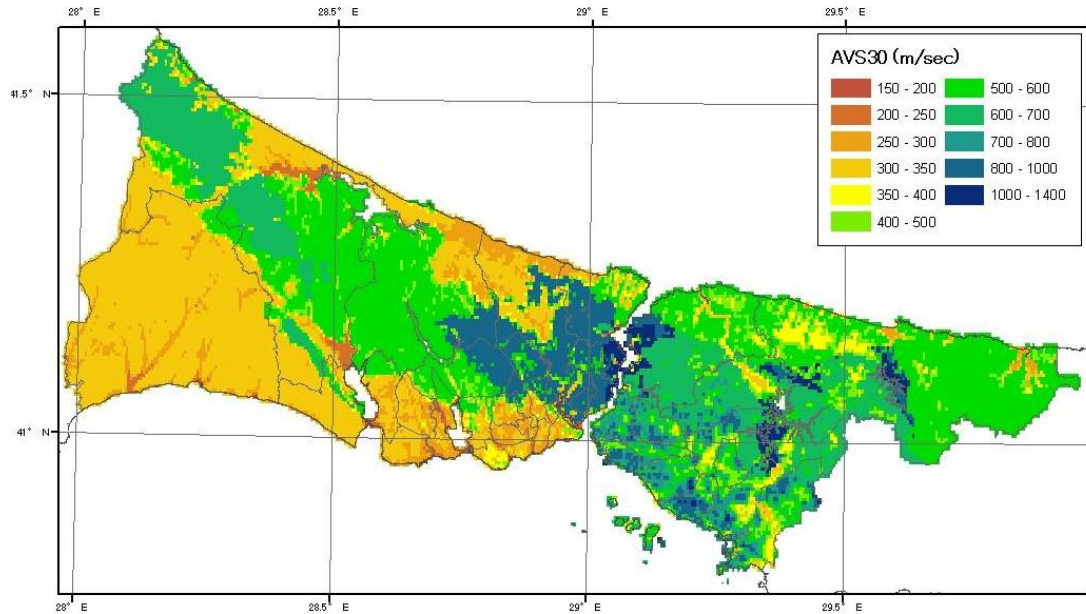 28° E 28.5° E 29° E 29.5° E
AVS30 (m/sec)
150 - 200 500 - 600
200 - 250 600 - 700
250 - 300 700 - 800
300 - 350 800 - 1000
350 - 400 1000 - 1400
400 - 500
41.5° N
41° N
28° E 28.5° E 29° E 29.5° E